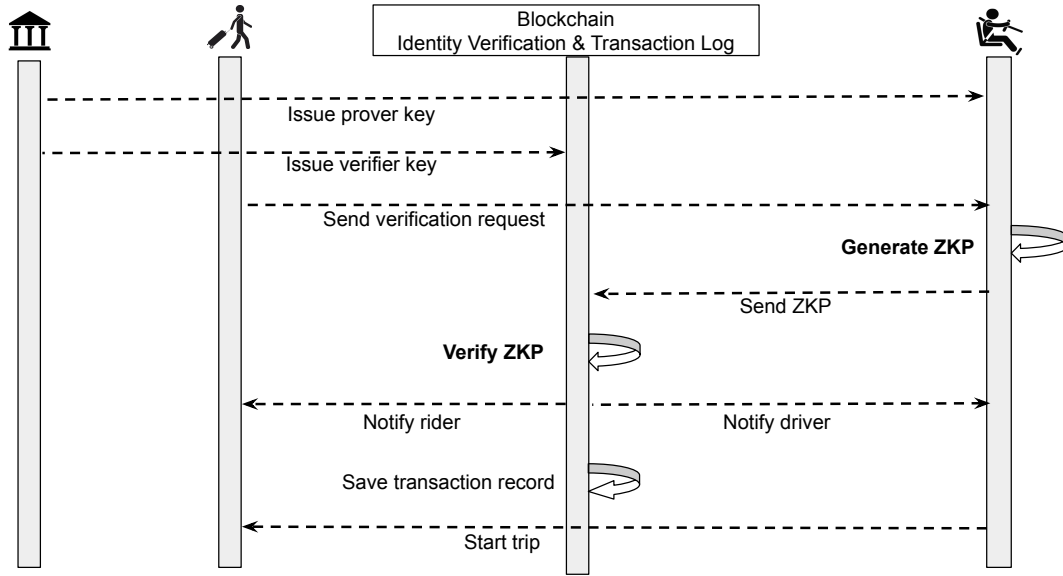 Blockchain
Identity Verification & Transaction Log
Issue prover key
Issue verifier key
Send verification request
Generate ZKP
Send ZKP
Verify ZKP
Notify rider
Notify driver
Save transaction record
Start trip